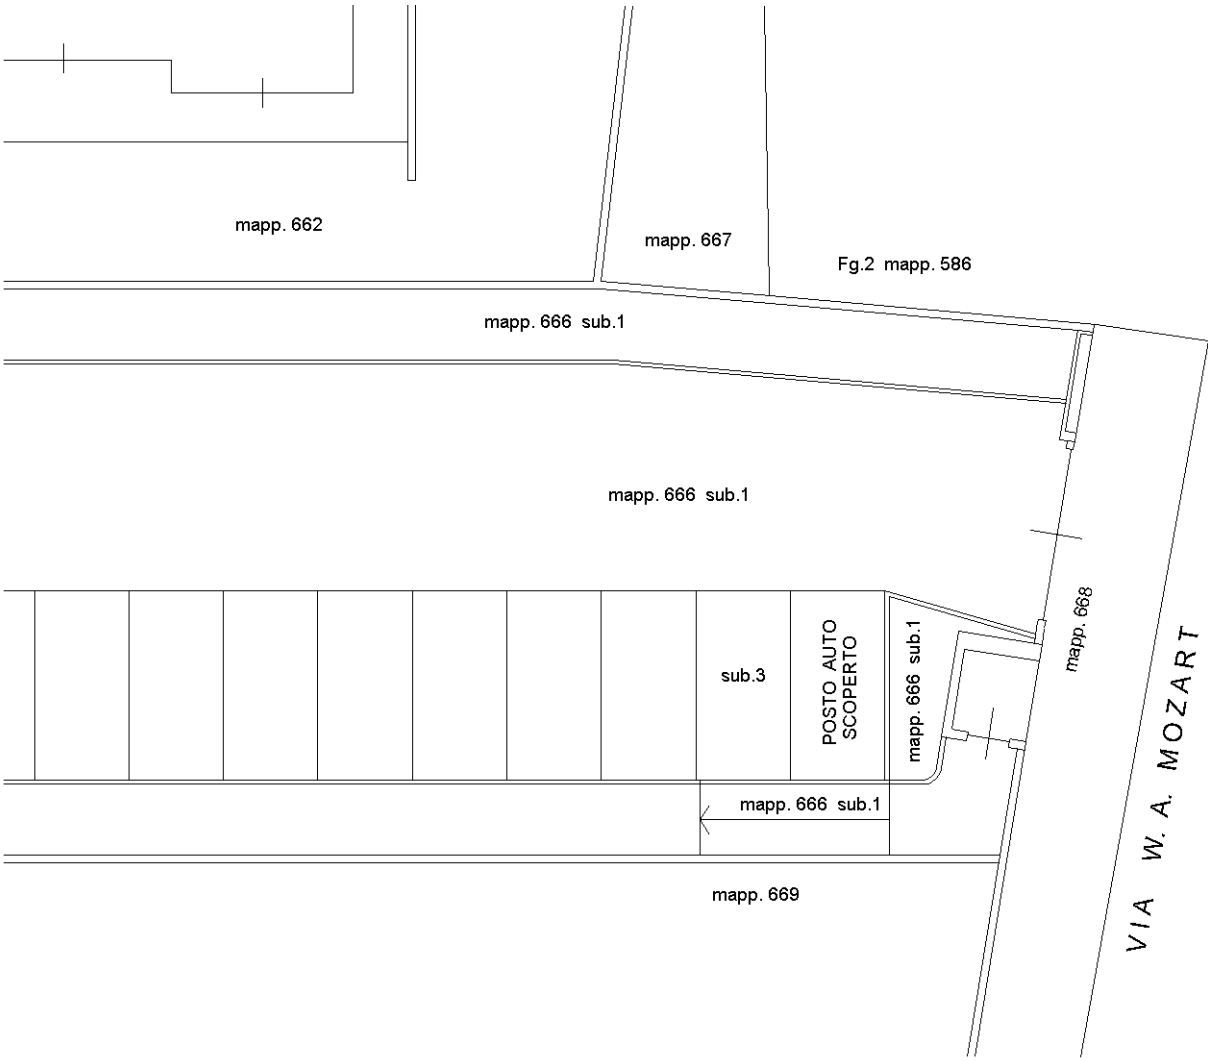 mapp. 662
mapp. 667
Fg.2 mapp. 586
mapp. 666 sub.1
mapp. 666 sub.1
mapp. 668
sub.3
POSTO AUTO
SCOPERTO
mapp. 666 sub.1
VIA W. A. MOZART
mapp. 666 sub.1
mapp. 669